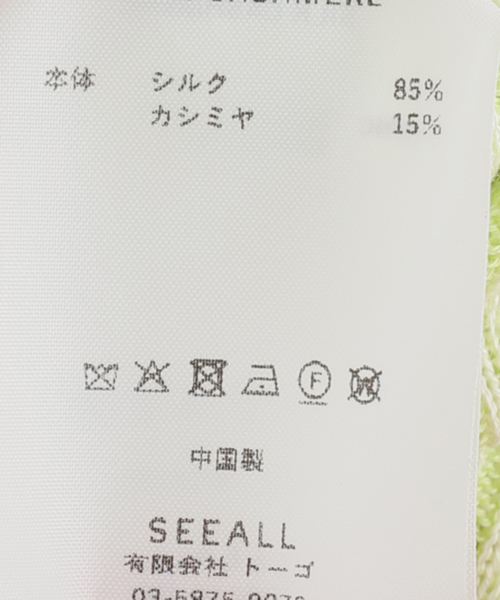 本体 シルク 85%
カシミヤ 15%
F W
中国製
SEEALL
有限会社 トーゴ